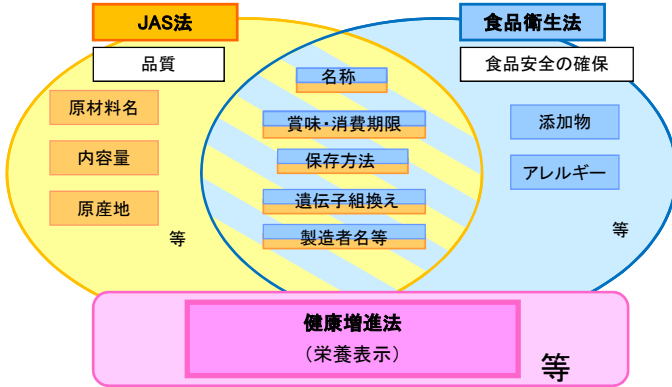 JAS法
食品衛生法
品質
食品安全の確保
名称
原材料名
賞味・消費期限
添加物
内容量
保存方法
アレルギー
原産地
遺伝子組換え
等
製造者名等
等
健康増進法
（栄養表示）
等